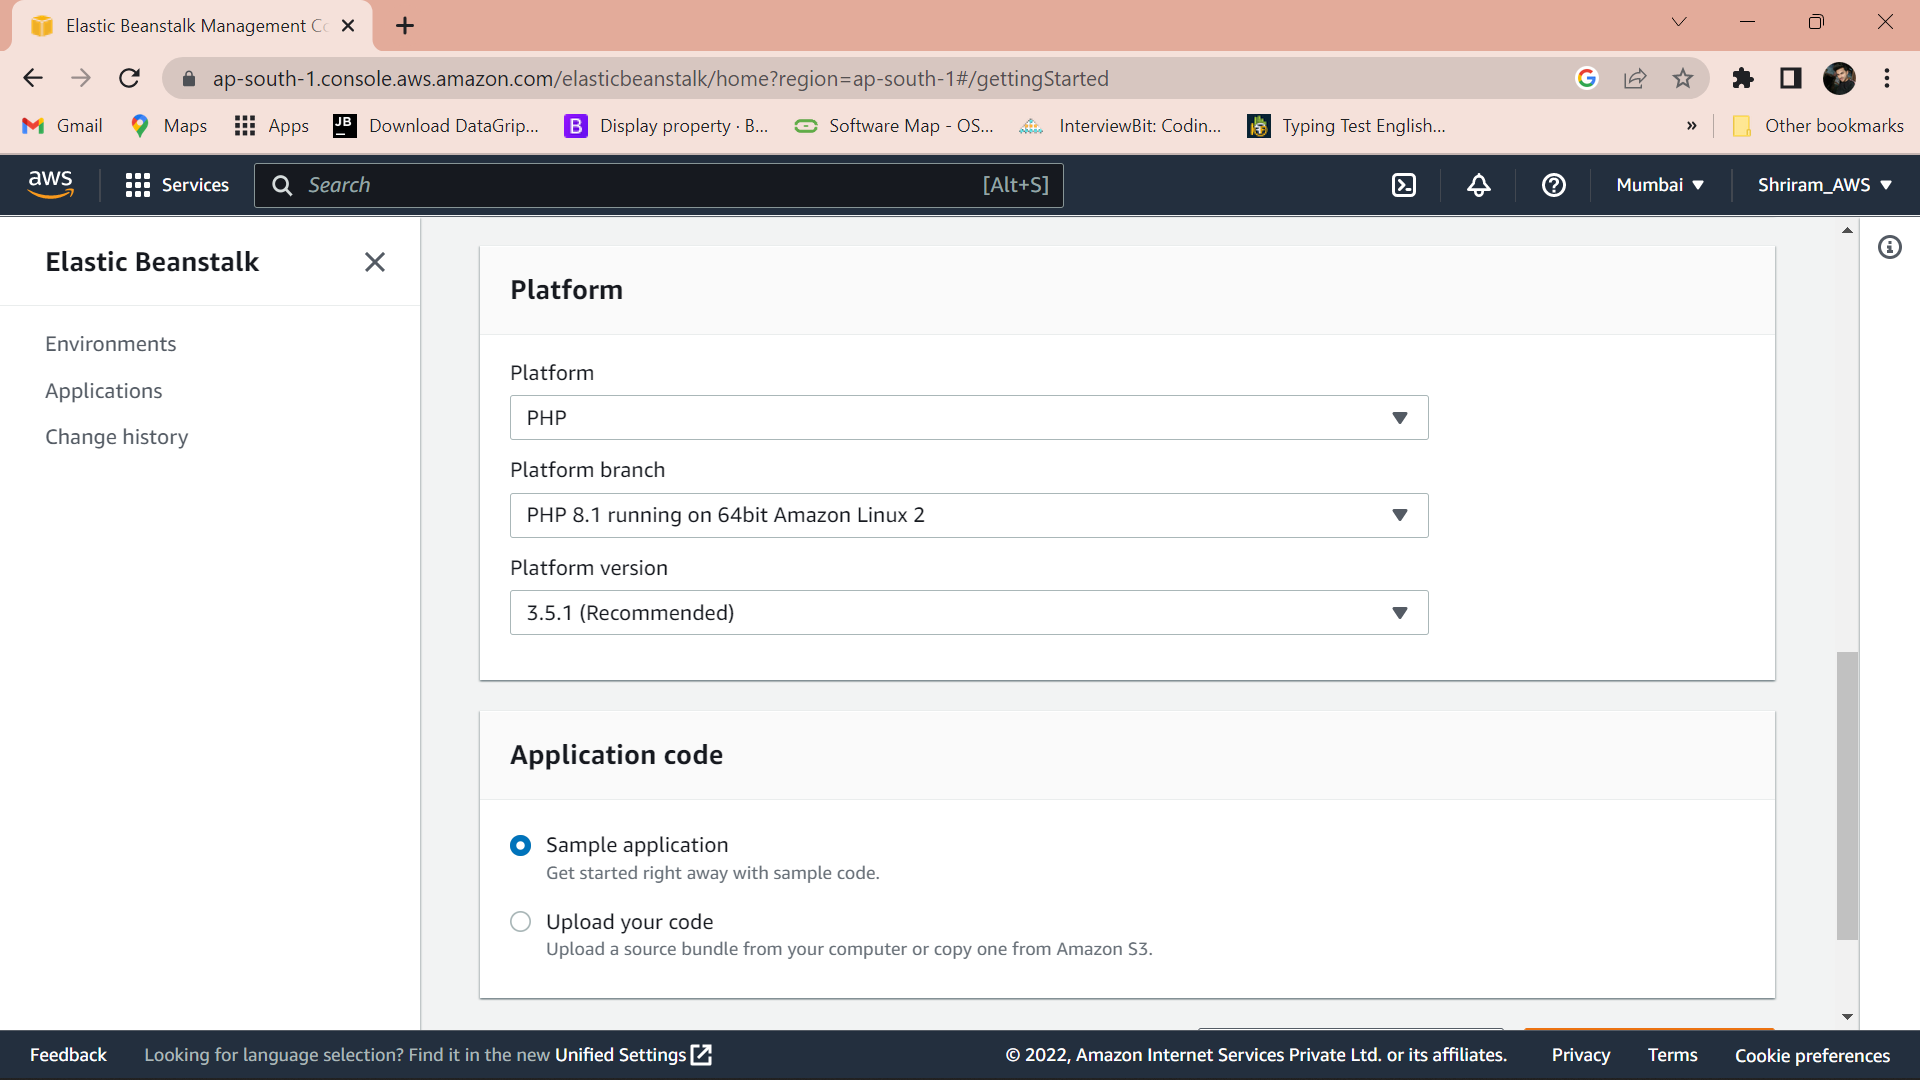 Elastic Beanstalk Management Co
ap-south-1.console.aws.amazon.com/elasticbeanstalk/home?region=ap-south-1#/gettingStarted
Gmail
Maps
Apps
Download DataGrip...
Display property · B...
Software Map - OS...
InterviewBit: Codin...
Typing Test English...
»
Other bookmarks
aws
Services
Search
[Alt+S]
Mumbai
Shriram_AWS
Elastic Beanstalk
Environments
Applications
Change history
Platform
Platform
PHP
Platform branch
PHP 8.1 running on 64bit Amazon Linux 2
Platform version
3.5.1 (Recommended)
Application code
Sample application
Get started right away with sample code.
Upload your code
Upload a source bundle from your computer or copy one from Amazon S3.
Feedback
Looking for language selection? Find it in the new Unified Settings
© 2022, Amazon Internet Services Private Ltd. or its affiliates.
Privacy
Terms
Cookie preferences